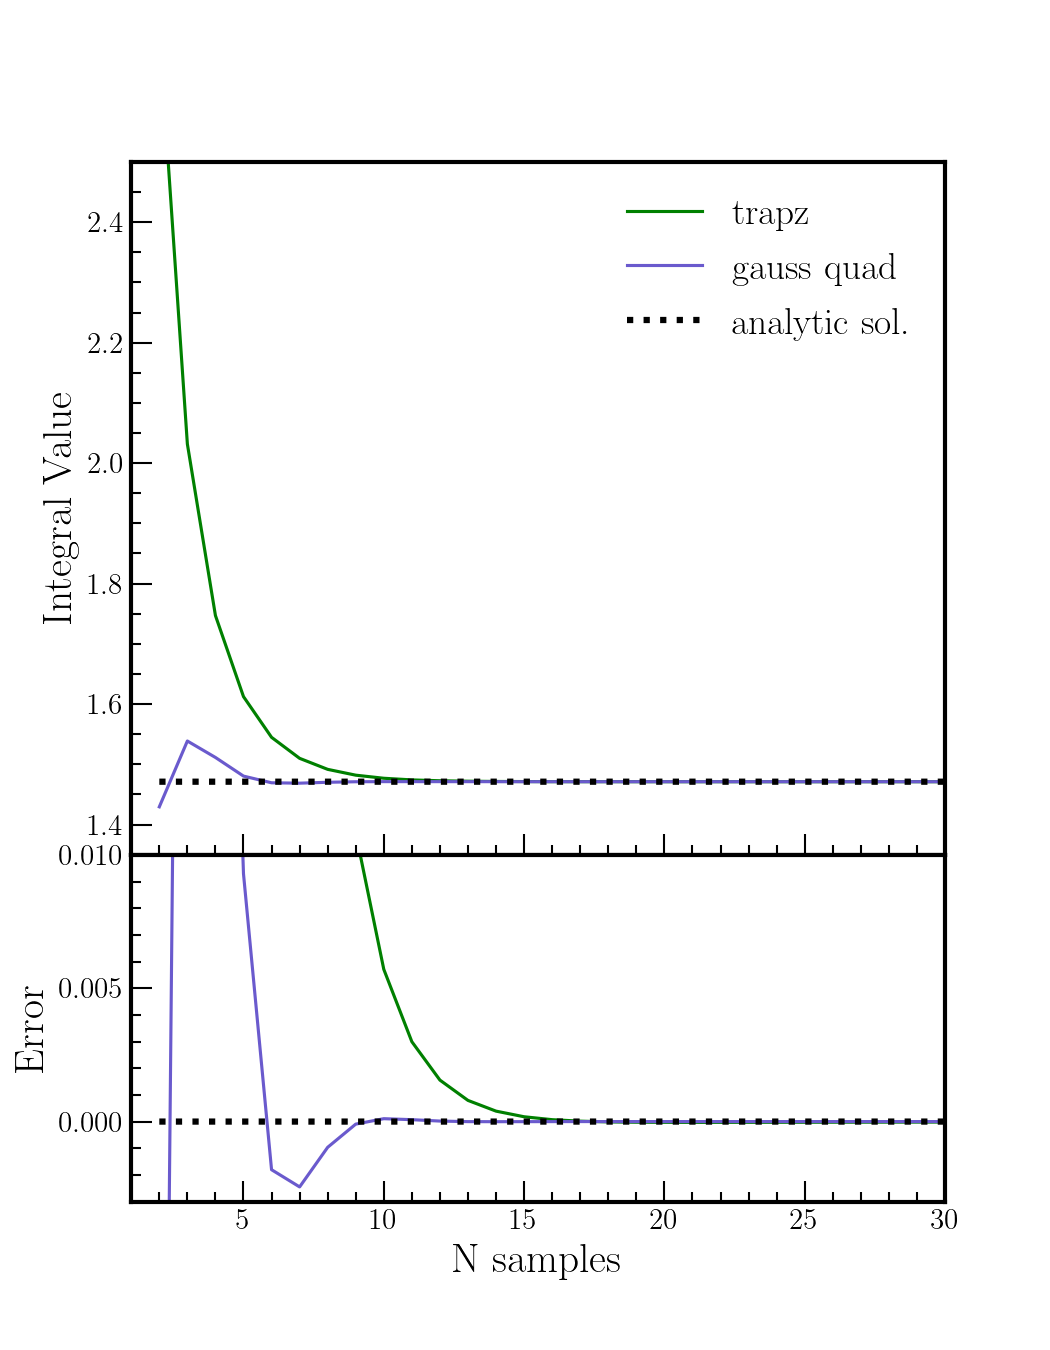 trapz
gauss quad
analytic sol.
Integral Value
2.4
2.2
2.0
1.8
1.6
1.4
Error
0.010
0.005
0.000
5 10 15 20 25 30
N samples